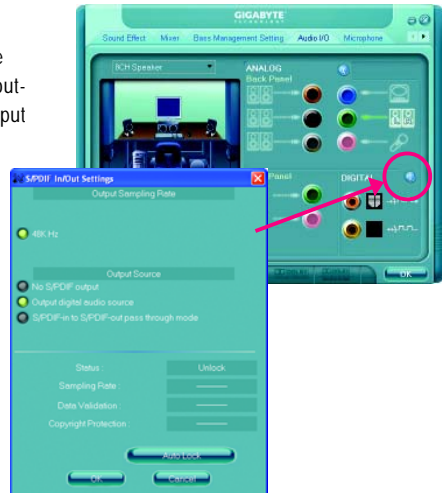 e
out-
put
GIGABYTE
TECHNOLOGY
Sound Effect Mixer Bass Management Setting Audio I/O Microphone
8CH Speaker
ANALOG
Back Panel
Panel
DIGITAL
OK
S/PDIF In/Out Settings
Output Sampling Rate
48K Hz
Output Source
No S/PDIF output
Output digital audio source
S/PDIF-in to S/PDIF-out pass through mode
Status : Unlock
Sampling Rate :
Data Validation :
Copyright Protection :
Auto Lock
OK Cancel